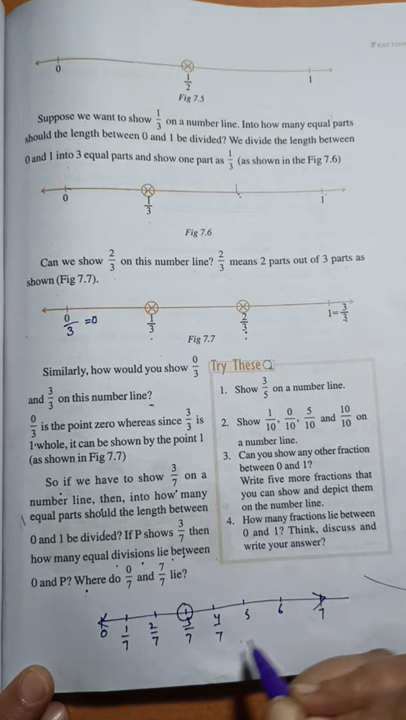 FRACTION
0 1/2 1
Fig 7.5
Suppose we want to show 1/3 on a number line. Into how many equal parts
should the length between 0 and 1 be divided? We divide the length between
0 and 1 into 3 equal parts and show one part as 1/3 (as shown in the Fig 7.6)
0 1/3 1
Fig 7.6
Can we show 2/3 on this number line? 2/3 means 2 parts out of 3 parts as
shown (Fig 7.7).
0/3 =0 1/3 2/3 1=3/3
Fig 7.7
Similarly, how would you show 0/3
and 3/3 on this number line?
0/3 is the point zero whereas since 3/3 is
1 whole, it can be shown by the point 1
(as shown in Fig 7.7)
So if we have to show 3/7 on a
number line, then, into how many
equal parts should the length between
0 and 1 be divided? If P shows 3/7 then
how many equal divisions lie between
0 and P? Where do 0/7 and 7/7 lie?
Try These
1. Show 3/5 on a number line.
2. Show 1/10, 0/10, 5/10 and 10/10 on
a number line.
3. Can you show any other fraction
between 0 and 1?
Write five more fractions that
you can show and depict them
on the number line.
4. How many fractions lie between
0 and 1? Think, discuss and
write your answer?
0 1/7 2/7 3/7 4/7 5 6 7